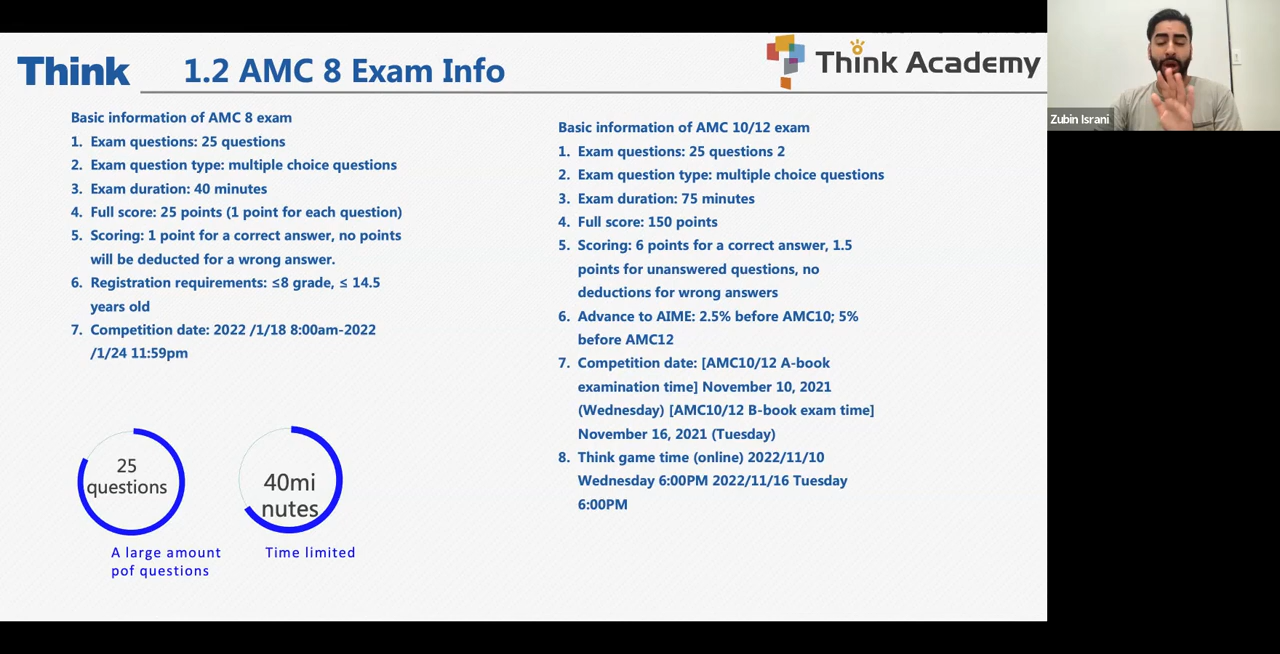 Think
1.2 AMC 8 Exam Info
Think Academy
Zubin Israni
Basic information of AMC 8 exam
1. Exam questions: 25 questions
2. Exam question type: multiple choice questions
3. Exam duration: 40 minutes
4. Full score: 25 points (1 point for each question)
5. Scoring: 1 point for a correct answer, no points
will be deducted for a wrong answer.
6. Registration requirements: ≤8 grade, ≤ 14.5
years old
7. Competition date: 2022 /1/18 8:00am-2022
/1/24 11:59pm
25
questions
A large amount
pof questions
40mi
nutes
Time limited
Basic information of AMC 10/12 exam
1. Exam questions: 25 questions 2
2. Exam question type: multiple choice questions
3. Exam duration: 75 minutes
4. Full score: 150 points
5. Scoring: 6 points for a correct answer, 1.5
points for unanswered questions, no
deductions for wrong answers
6. Advance to AIME: 2.5% before AMC10; 5%
before AMC12
7. Competition date: [AMC10/12 A-book
examination time] November 10, 2021
(Wednesday) [AMC10/12 B-book exam time]
November 16, 2021 (Tuesday)
8. Think game time (online) 2022/11/10
Wednesday 6:00PM 2022/11/16 Tuesday
6:00PM